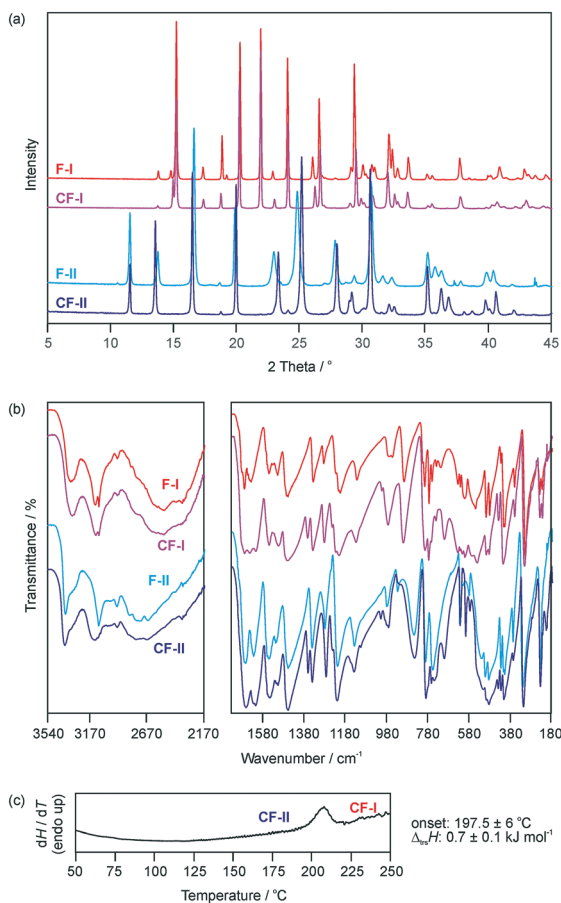 (a)
Intensity
F-I
CF-I
F-II
CF-II
5 10 15 20 25 30 35 40 45
2 Theta / °
(b)
Transmittance / %
F-I
CF-I
F-II
CF-II
3540 3170 2670 2170 1580 1380 1180 980 780 580 380 180
Wavenumber / cm⁻¹
(c)
dH / dT
(endo up)
CF-II
CF-I
50 75 100 125 150 175 200 225 250
Temperature / °C
onset: 197.5 ± 6 °C
ΔtrsH: 0.7 ± 0.1 kJ mol⁻¹